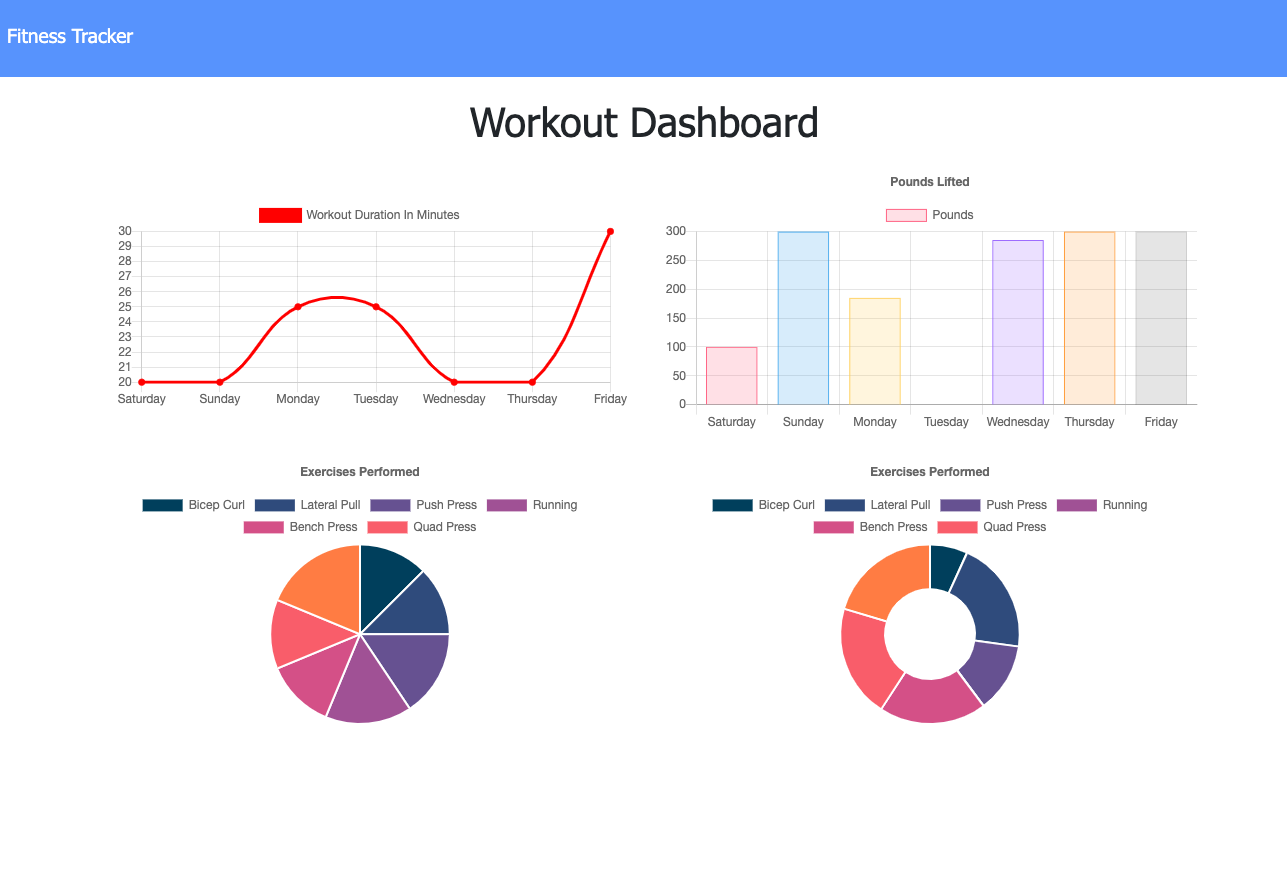 Fitness Tracker
Workout Dashboard
Workout Duration In Minutes
30
29
28
27
26
25
24
23
22
21
20
Saturday Sunday Monday Tuesday Wednesday Thursday Friday
Pounds Lifted
Pounds
300
250
200
150
100
50
0
Saturday Sunday Monday Tuesday Wednesday Thursday Friday
Exercises Performed
Bicep Curl Lateral Pull Push Press Running
Bench Press Quad Press
Exercises Performed
Bicep Curl Lateral Pull Push Press Running
Bench Press Quad Press